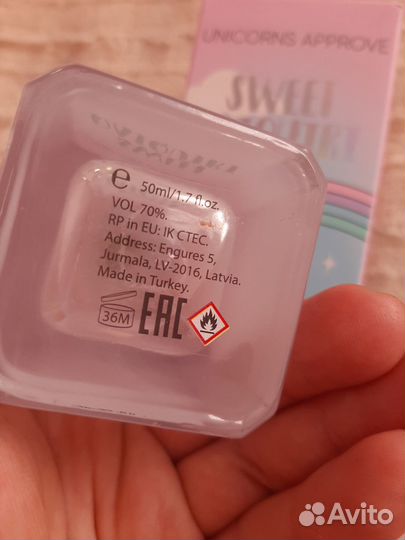 UNICORNS APPROVE
SWEET
℮ 50ml/1.7 fl.oz.
VOL 70%.
RP in EU: IK CTEC.
Address: Engures 5,
Jurmala, LV-2016, Latvia.
Made in Turkey.
36M EAC
Avito